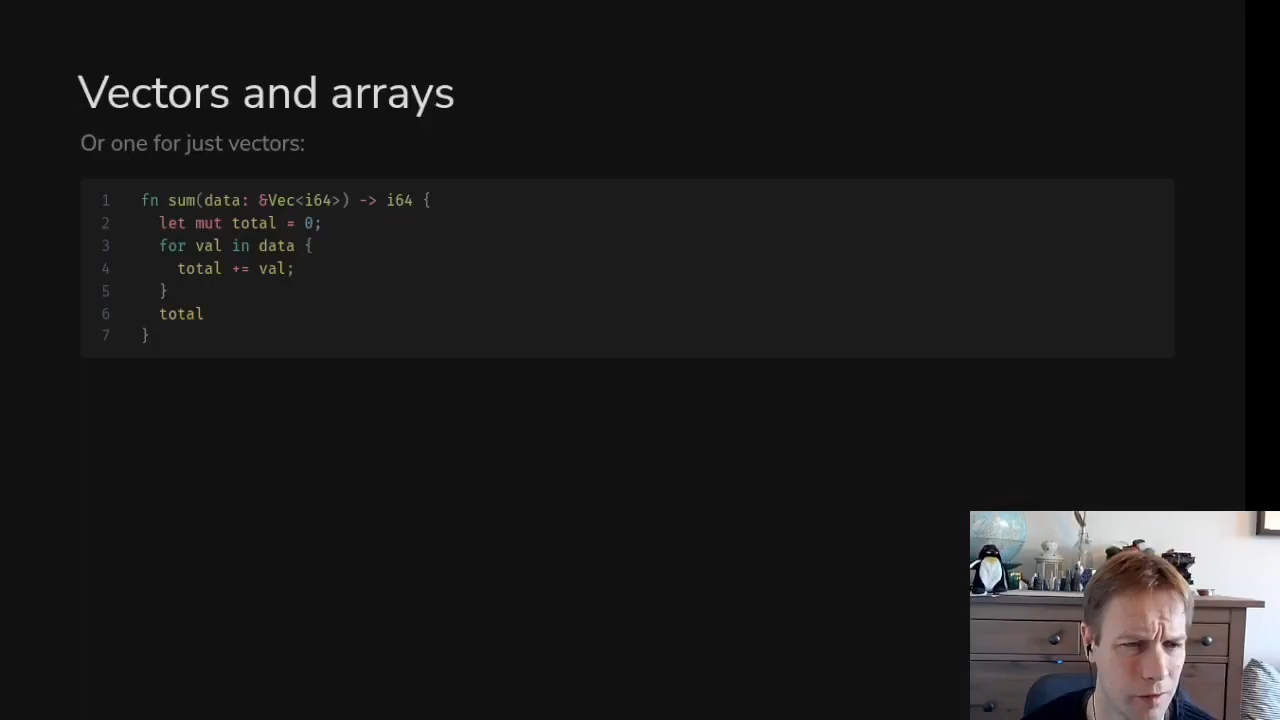 Vectors and arrays
Or one for just vectors:
1 fn sum(data: &Vec<i64>) -> i64 {
2 let mut total = 0;
3 for val in data {
4 total += val;
5 }
6 total
7 }